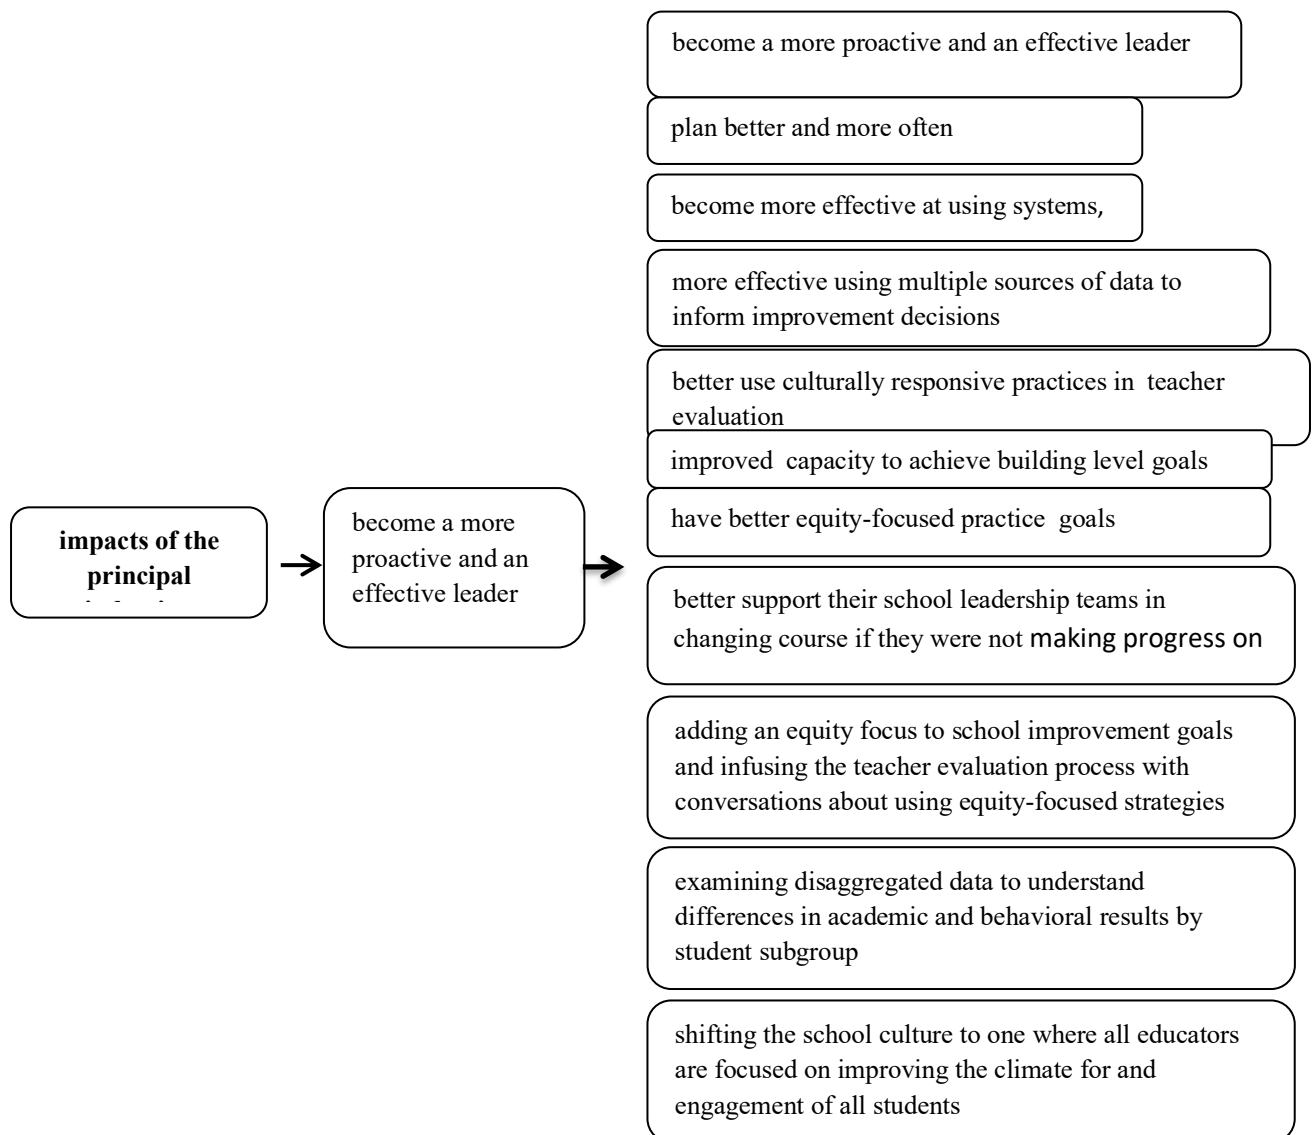 become a more proactive and an effective leader
plan better and more often
become more effective at using systems,
more effective using multiple sources of data to
inform improvement decisions
better use culturally responsive practices in  teacher
evaluation
improved  capacity to achieve building level goals
have better equity-focused practice  goals
impacts of the
principal
become a more
proactive and an
effective leader
better support their school leadership teams in
changing course if they were not making progress on
adding an equity focus to school improvement goals
and infusing the teacher evaluation process with
conversations about using equity-focused strategies
examining disaggregated data to understand
differences in academic and behavioral results by
student subgroup
shifting the school culture to one where all educators
are focused on improving the climate for and
engagement of all students